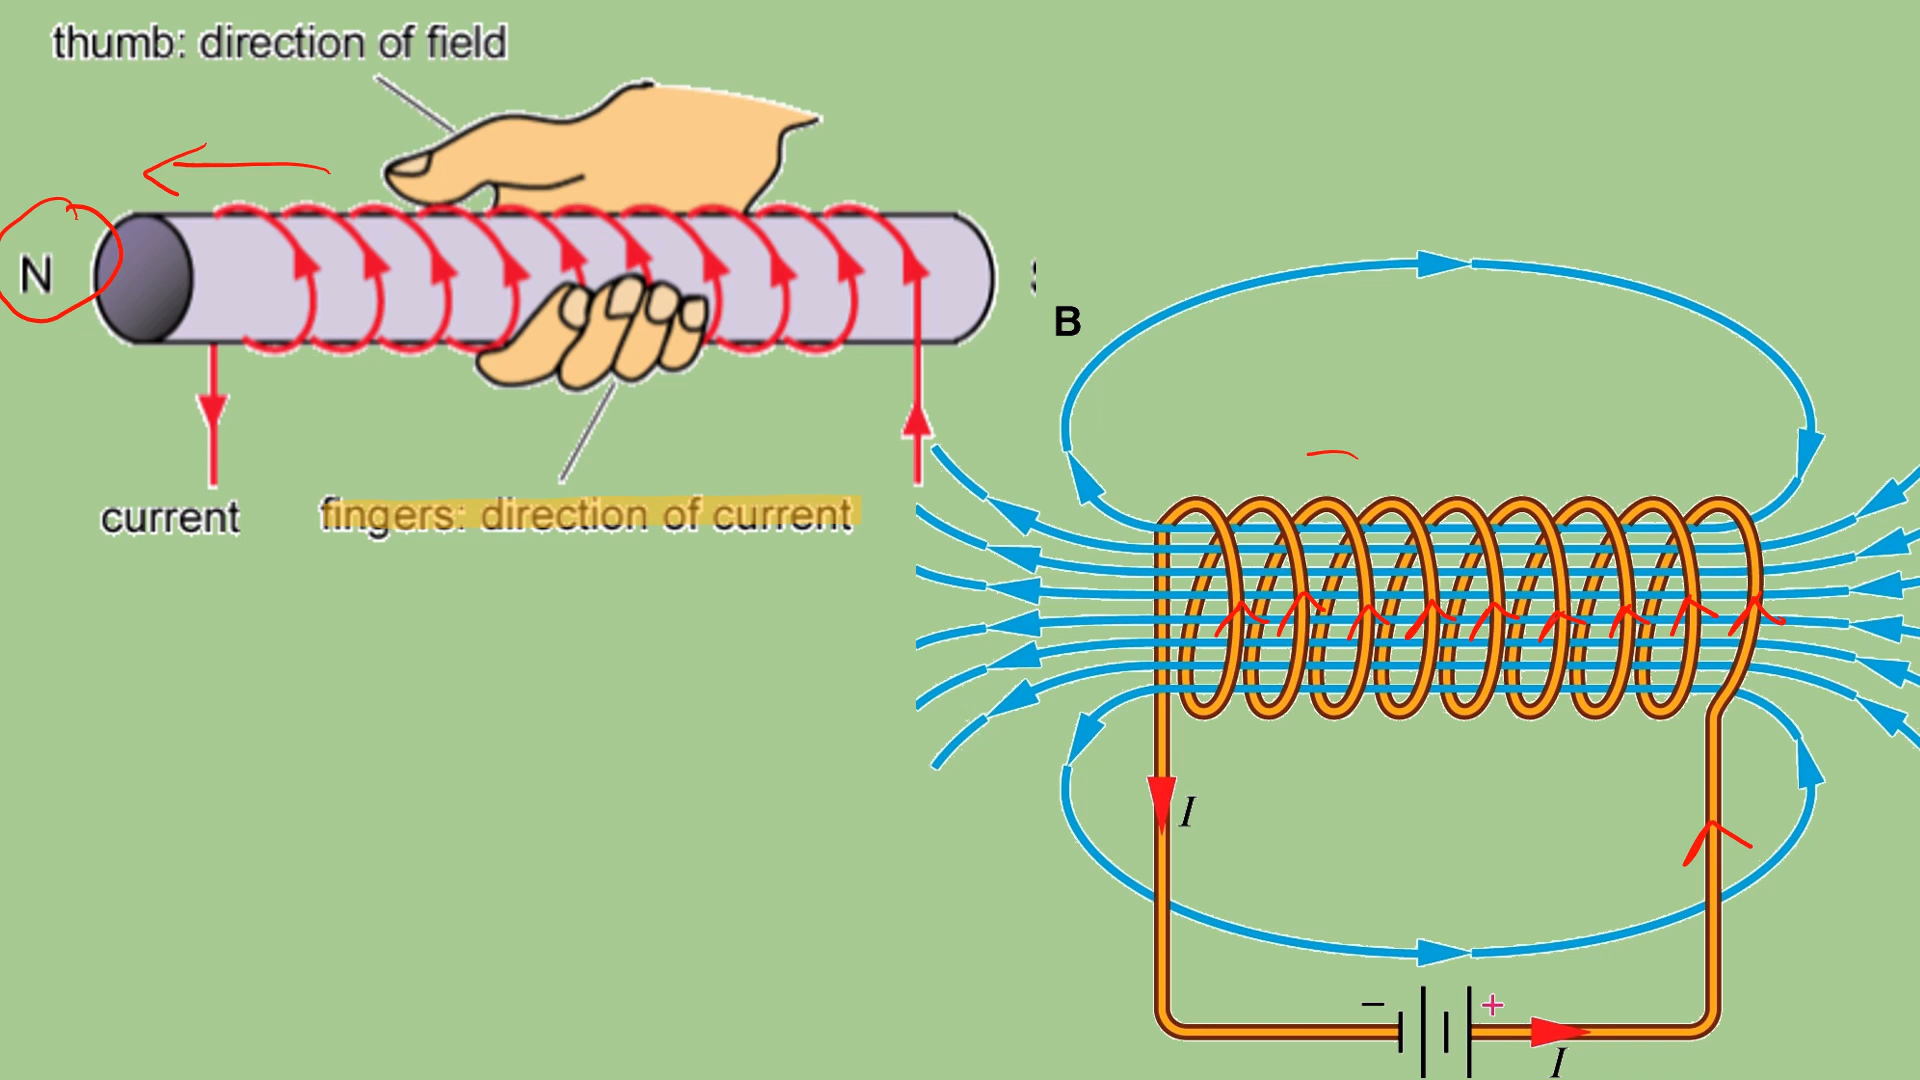 thumb: direction of field
N
B
current
fingers: direction of current
I
− +
I